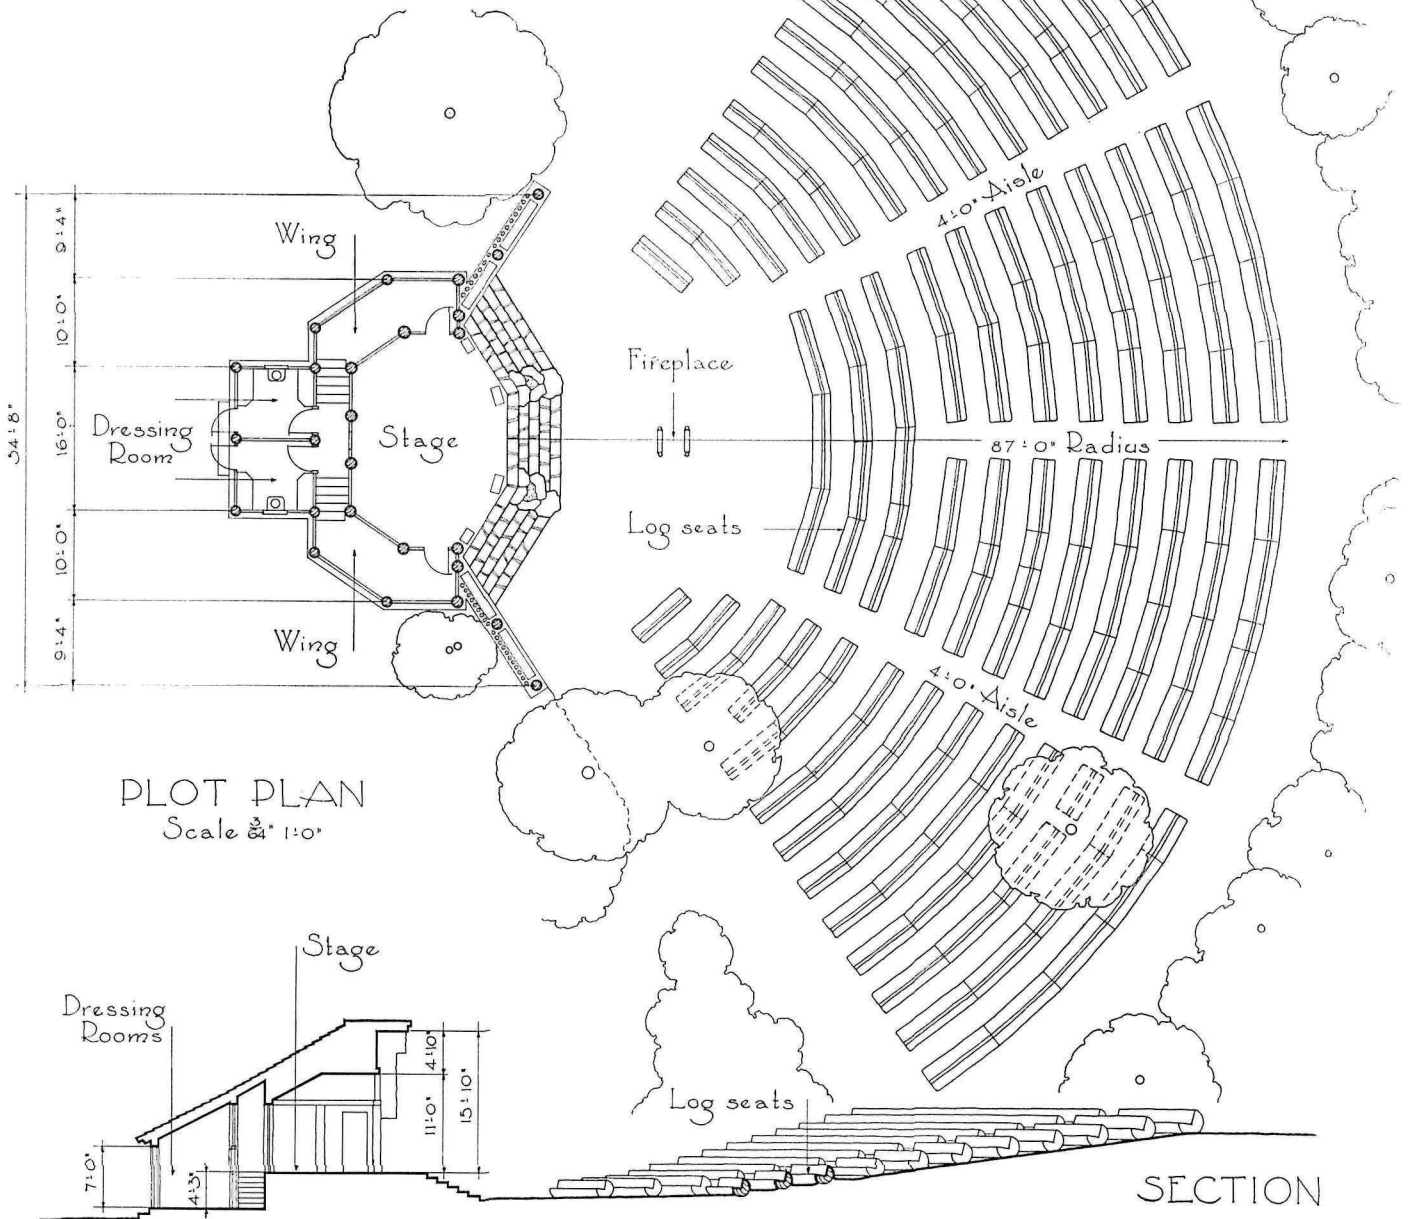 4'-0" Aisle
Wing
9'-4"
10'-0"
16'-0"
10'-0"
9'-4"
54'-8"
Fireplace
Dressing
Room
Stage
87'-0" Radius
Log seats
Wing
4'-0" Aisle
PLOT PLAN
Scale 3/64" 1'-0"
Stage
Dressing
Rooms
4'-10"
15'-10"
11'-0"
7'-0"
4'-3"
Log seats
SECTION